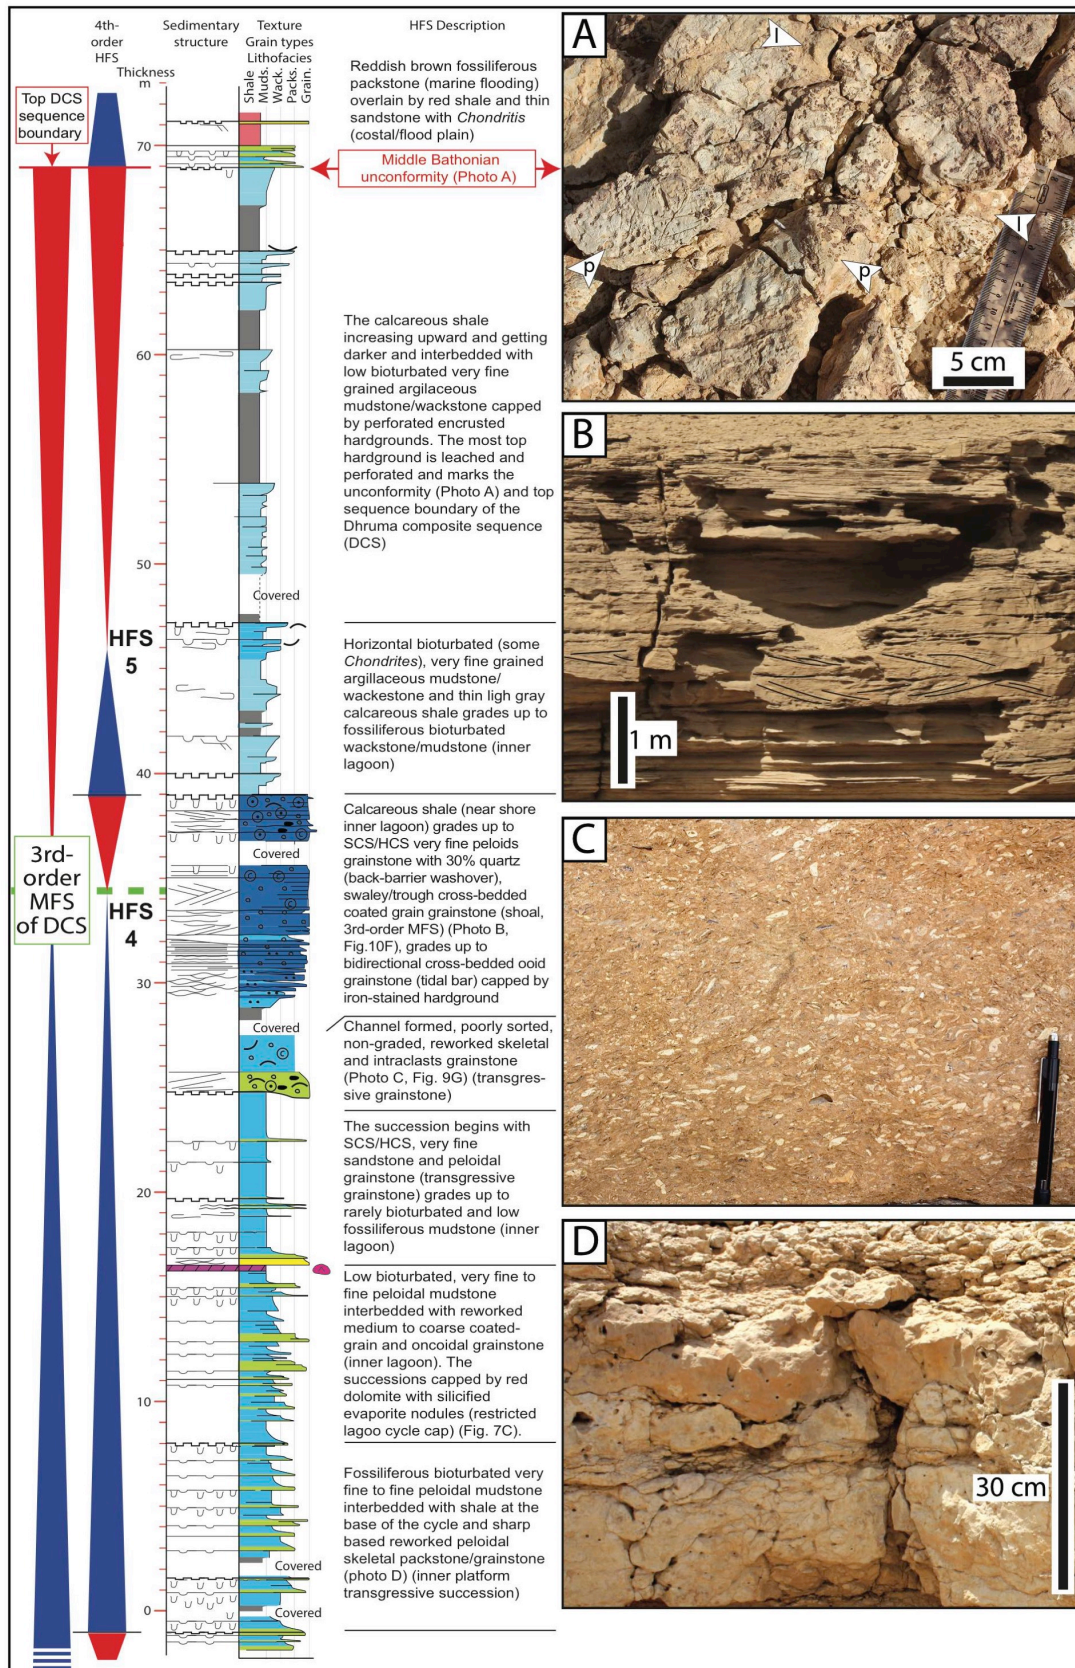 4th-
order
HFS
Thickness
m
Sedimentary
structure
Texture
Grain types
Lithofacies
Shale
Muds.
Wack.
Packs.
Grain.
HFS Description
Top DCS
sequence
boundary
Reddish brown fossiliferous
packstone (marine flooding)
overlain by red shale and thin
sandstone with Chondritis
(costal/flood plain)
70
Middle Bathonian
unconformity (Photo A)
60
The calcareous shale
increasing upward and getting
darker and interbedded with
low bioturbated very fine
grained argilaceous
mudstone/wackstone capped
by perforated encrusted
hardgrounds. The most top
hardground is leached and
perforated and marks the
unconformity (Photo A) and top
sequence boundary of the
Dhruma composite sequence
(DCS)
50
Covered
HFS
5
Horizontal bioturbated (some
Chondrites), very fine grained
argillaceous mudstone/
wackestone and thin ligh gray
calcareous shale grades up to
fossiliferous bioturbated
wackstone/mudstone (inner
lagoon)
40
3rd-
order
MFS
of DCS
HFS
4
Covered
C
C
C
Calcareous shale (near shore
inner lagoon) grades up to
SCS/HCS very fine peloids
grainstone with 30% quartz
(back-barrier washover),
swaley/trough cross-bedded
coated grain grainstone (shoal,
3rd-order MFS) (Photo B,
Fig.10F), grades up to
bidirectional cross-bedded ooid
grainstone (tidal bar) capped by
iron-stained hardground
30
Covered
C
C
Channel formed, poorly sorted,
non-graded, reworked skeletal
and intraclasts grainstone
(Photo C, Fig. 9G) (transgres-
sive grainstone)
The succession begins with
SCS/HCS, very fine
sandstone and peloidal
grainstone (transgressive
grainstone) grades up to
rarely bioturbated and low
fossiliferous mudstone (inner
lagoon)
20
Low bioturbated, very fine to
fine peloidal mudstone
interbedded with reworked
medium to coarse coated-
grain and oncoidal grainstone
(inner lagoon). The
successions capped by red
dolomite with silicified
evaporite nodules (restricted
lagoo cycle cap) (Fig. 7C).
10
Fossiliferous bioturbated very
fine to fine peloidal mudstone
interbedded with shale at the
base of the cycle and sharp
based reworked peloidal
skeletal packstone/grainstone
(photo D) (inner platform
transgressive succession)
Covered
0
Covered
A
l
l
p
p
5 cm
B
1 m
C
D
30 cm